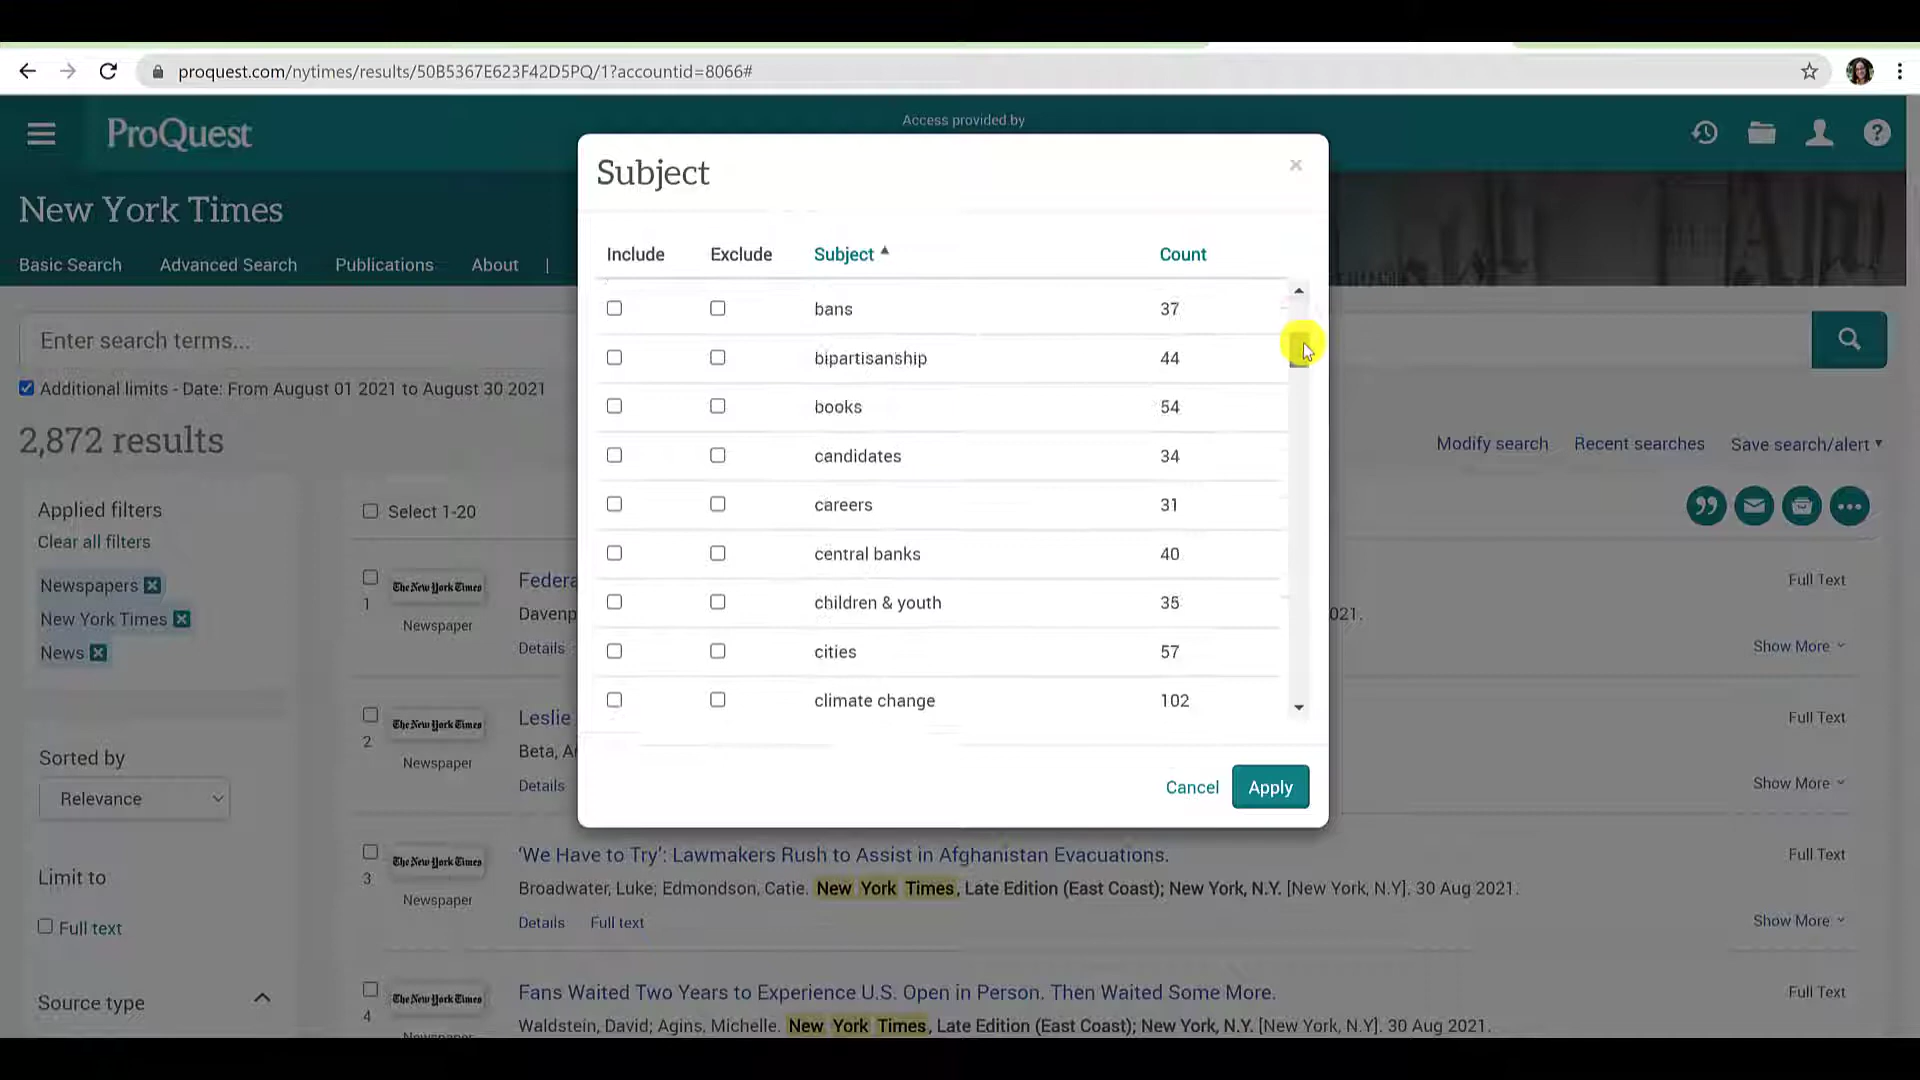 proquest.com/nytimes/results/50B5367E623F42D5PQ/1?accountid=8066#
ProQuest
Access provided by
New York Times
Basic Search Advanced Search Publications About |
Enter search terms...
Additional limits - Date: From August 01 2021 to August 30 2021
2,872 results
Modify search Recent searches Save search/alert
Applied filters
Clear all filters
Newspapers
New York Times
News
Sorted by
Relevance
Limit to
Full text
Source type
Select 1-20
1
The New York Times
Newspaper
Federa
Davenp
021.
Details
Full Text
Show More
2
The New York Times
Newspaper
Leslie
Beta, A
Details
Full Text
Show More
3
The New York Times
Newspaper
‘We Have to Try’: Lawmakers Rush to Assist in Afghanistan Evacuations.
Broadwater, Luke; Edmondson, Catie. New York Times, Late Edition (East Coast); New York, N.Y. [New York, N.Y]. 30 Aug 2021.
Details Full text
Full Text
Show More
4
The New York Times
Newspaper
Fans Waited Two Years to Experience U.S. Open in Person. Then Waited Some More.
Waldstein, David; Agins, Michelle. New York Times, Late Edition (East Coast); New York, N.Y. [New York, N.Y]. 30 Aug 2021.
Full Text
Subject
×
Include Exclude Subject Count
bans 37
bipartisanship 44
books 54
candidates 34
careers 31
central banks 40
children & youth 35
cities 57
climate change 102
Cancel Apply